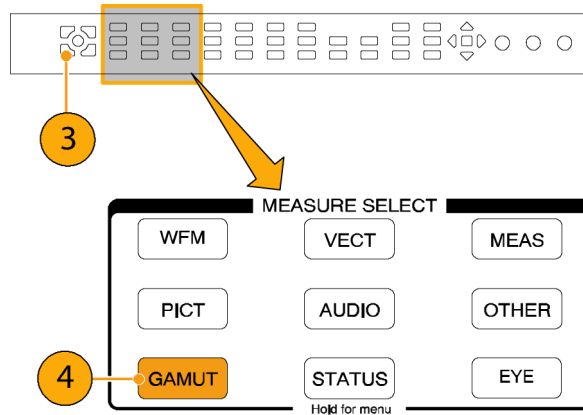 3
MEASURE SELECT
WFM VECT MEAS
PICT AUDIO OTHER
4 GAMUT STATUS EYE
Hold for menu